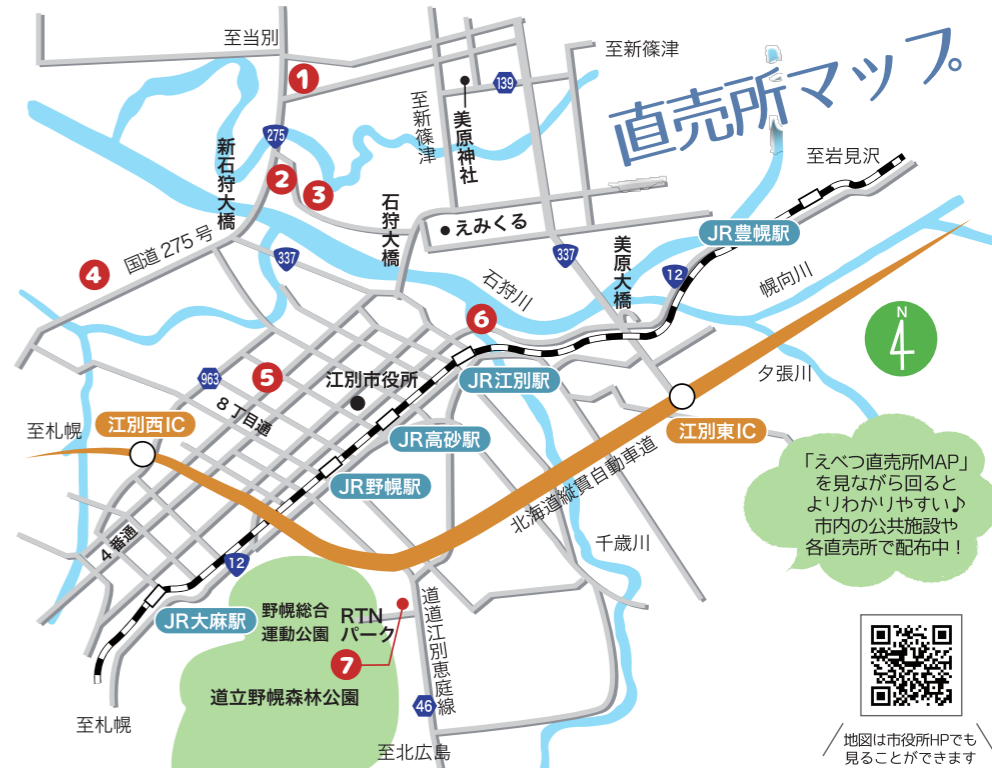 直売所マップ
至当別
至新篠津
1
139
至新篠津
美原神社
275
新石狩大橋
2
3
石狩大橋
えみくる
至岩見沢
JR豊幌駅
国道275号
337
337
美原大橋
12
幌向川
4
石狩川
6
N
夕張川
963
5
江別市役所
JR江別駅
8丁目通
至札幌
江別西IC
JR高砂駅
江別東IC
JR野幌駅
北海道縦貫自動車道
「えべつ直売所MAP」
を見ながら回ると
よりわかりやすい♪
市内の公共施設や
各直売所で配布中！
4番通
12
千歳川
JR大麻駅
野幌総合
運動公園
RTN
パーク
道道江別恵庭線
7
道立野幌森林公園
46
至札幌
至北広島
地図は市役所HPでも
見ることができます